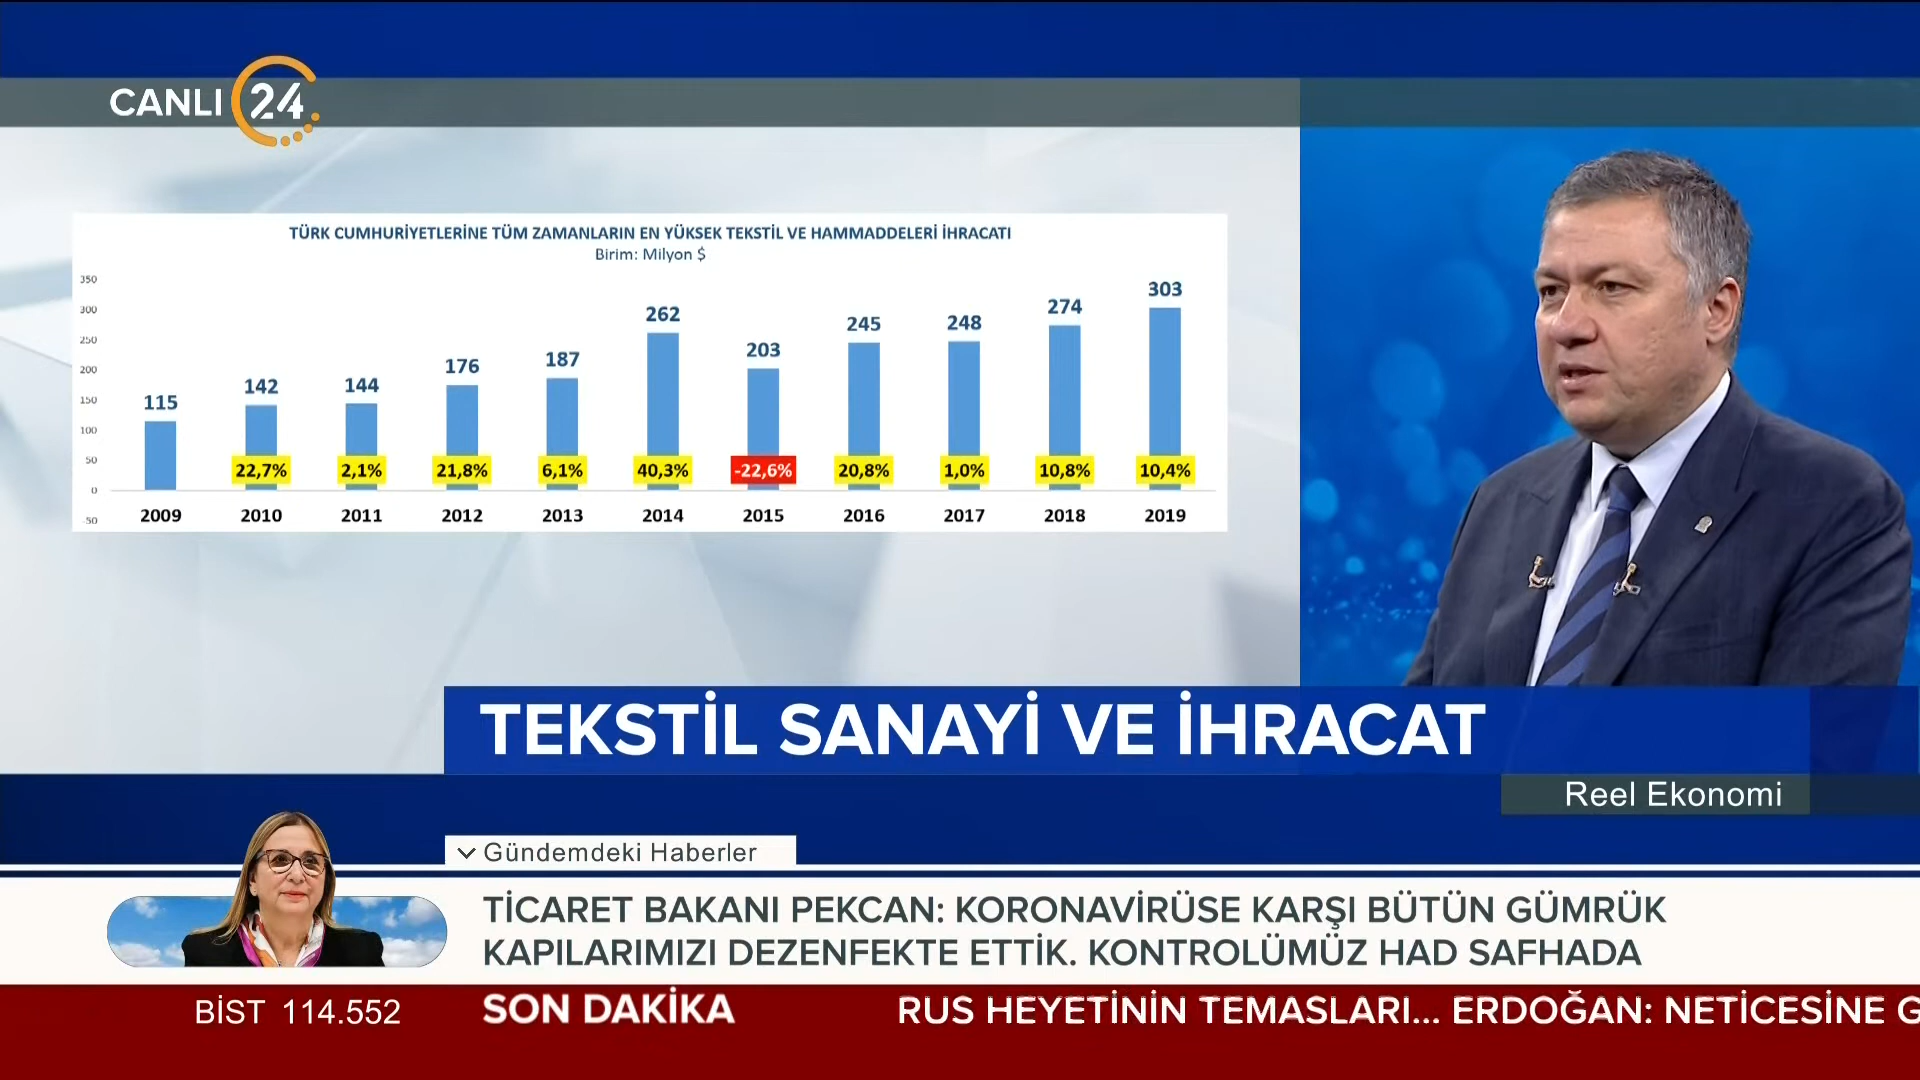 CANLI 24
TÜRK CUMHURİYETLERİNE TÜM ZAMANLARIN EN YÜKSEK TEKSTİL VE HAMMADDELERİ İHRACATI
Birim: Milyon $
350
300
250
200
150
100
50
0
-50
115 142 144 176 187 262 203 245 248 274 303
22,7% 2,1% 21,8% 6,1% 40,3% -22,6% 20,8% 1,0% 10,8% 10,4%
2009 2010 2011 2012 2013 2014 2015 2016 2017 2018 2019
TEKSTİL SANAYİ VE İHRACAT
Reel Ekonomi
Gündemdeki Haberler
TİCARET BAKANI PEKCAN: KORONAVİRÜSE KARŞI BÜTÜN GÜMRÜK
KAPILARIMIZI DEZENFEKTE ETTİK. KONTROLÜMÜZ HAD SAFHADA
BİST 114.552 SON DAKİKA RUS HEYETİNİN TEMASLARI... ERDOĞAN: NETİCESİNE